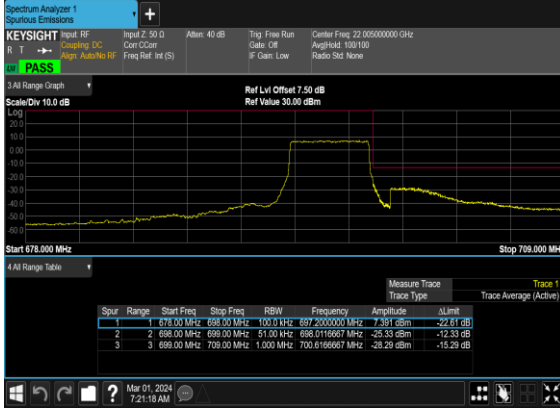 Spectrum Analyzer 1
Spurious Emissions
+
KEYSIGHT Input: RF Input Z: 50 Ω Atten: 40 dB Trig: Free Run Center Freq: 22.005000000 GHz
R T Coupling: DC Corr CCorr Gate: Off Avg|Hold: 100/100
Align: Auto/No RF Freq Ref: Int (S) IF Gain: Low Radio Std: None
PASS
3 All Range Graph
Ref Lvl Offset 7.50 dB
Scale/Div 10.0 dB Ref Value 30.00 dBm
Log
20.0
10.0
0.00
-10.0
-20.0
-30.0
-40.0
-50.0
-60.0
Start 678.000 MHz Stop 709.000 MH
4 All Range Table
Measure Trace Trace 1
Trace Type Trace Average (Active)
Spur Range Start Freq Stop Freq RBW Frequency Amplitude ΔLimit
1 1 678.00 MHz 698.00 MHz 100.0 kHz 697.2000000 MHz 7.391 dBm -22.61 dB
2 2 698.00 MHz 699.00 MHz 51.00 kHz 698.0116667 MHz -25.33 dBm -12.33 dB
3 3 699.00 MHz 709.00 MHz 1.000 MHz 700.6166667 MHz -28.29 dBm -15.29 dB
? Mar 01, 2024
7:21:18 AM